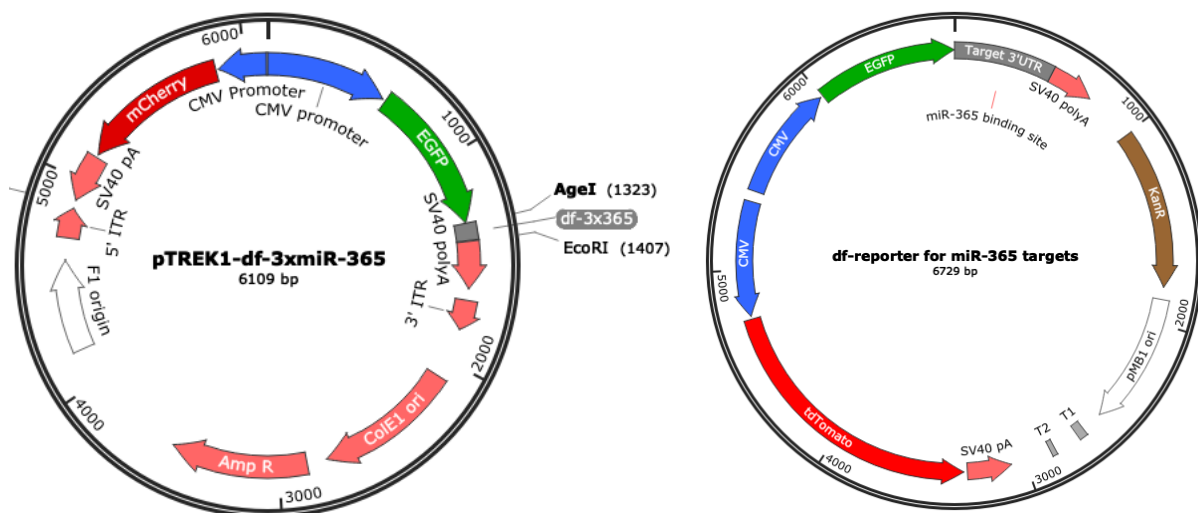 6000
CMV Promoter
CMV promoter
mCherry
EGFP
1000
SV40 pA
5000
5' ITR
SV40 polyA
AgeI (1323)
df-3x365
EcoRI (1407)
pTREK1-df-3xmiR-365
6109 bp
3' ITR
F1 origin
2000
ColE1 ori
4000
Amp R
3000
EGFP
Target 3'UTR
SV40 polyA
6000
1000
miR-365 binding site
CMV
KanR
CMV
df-reporter for miR-365 targets
6729 bp
5000
2000
pMB1 ori
tdTomato
T1
T2
SV40 pA
4000
3000